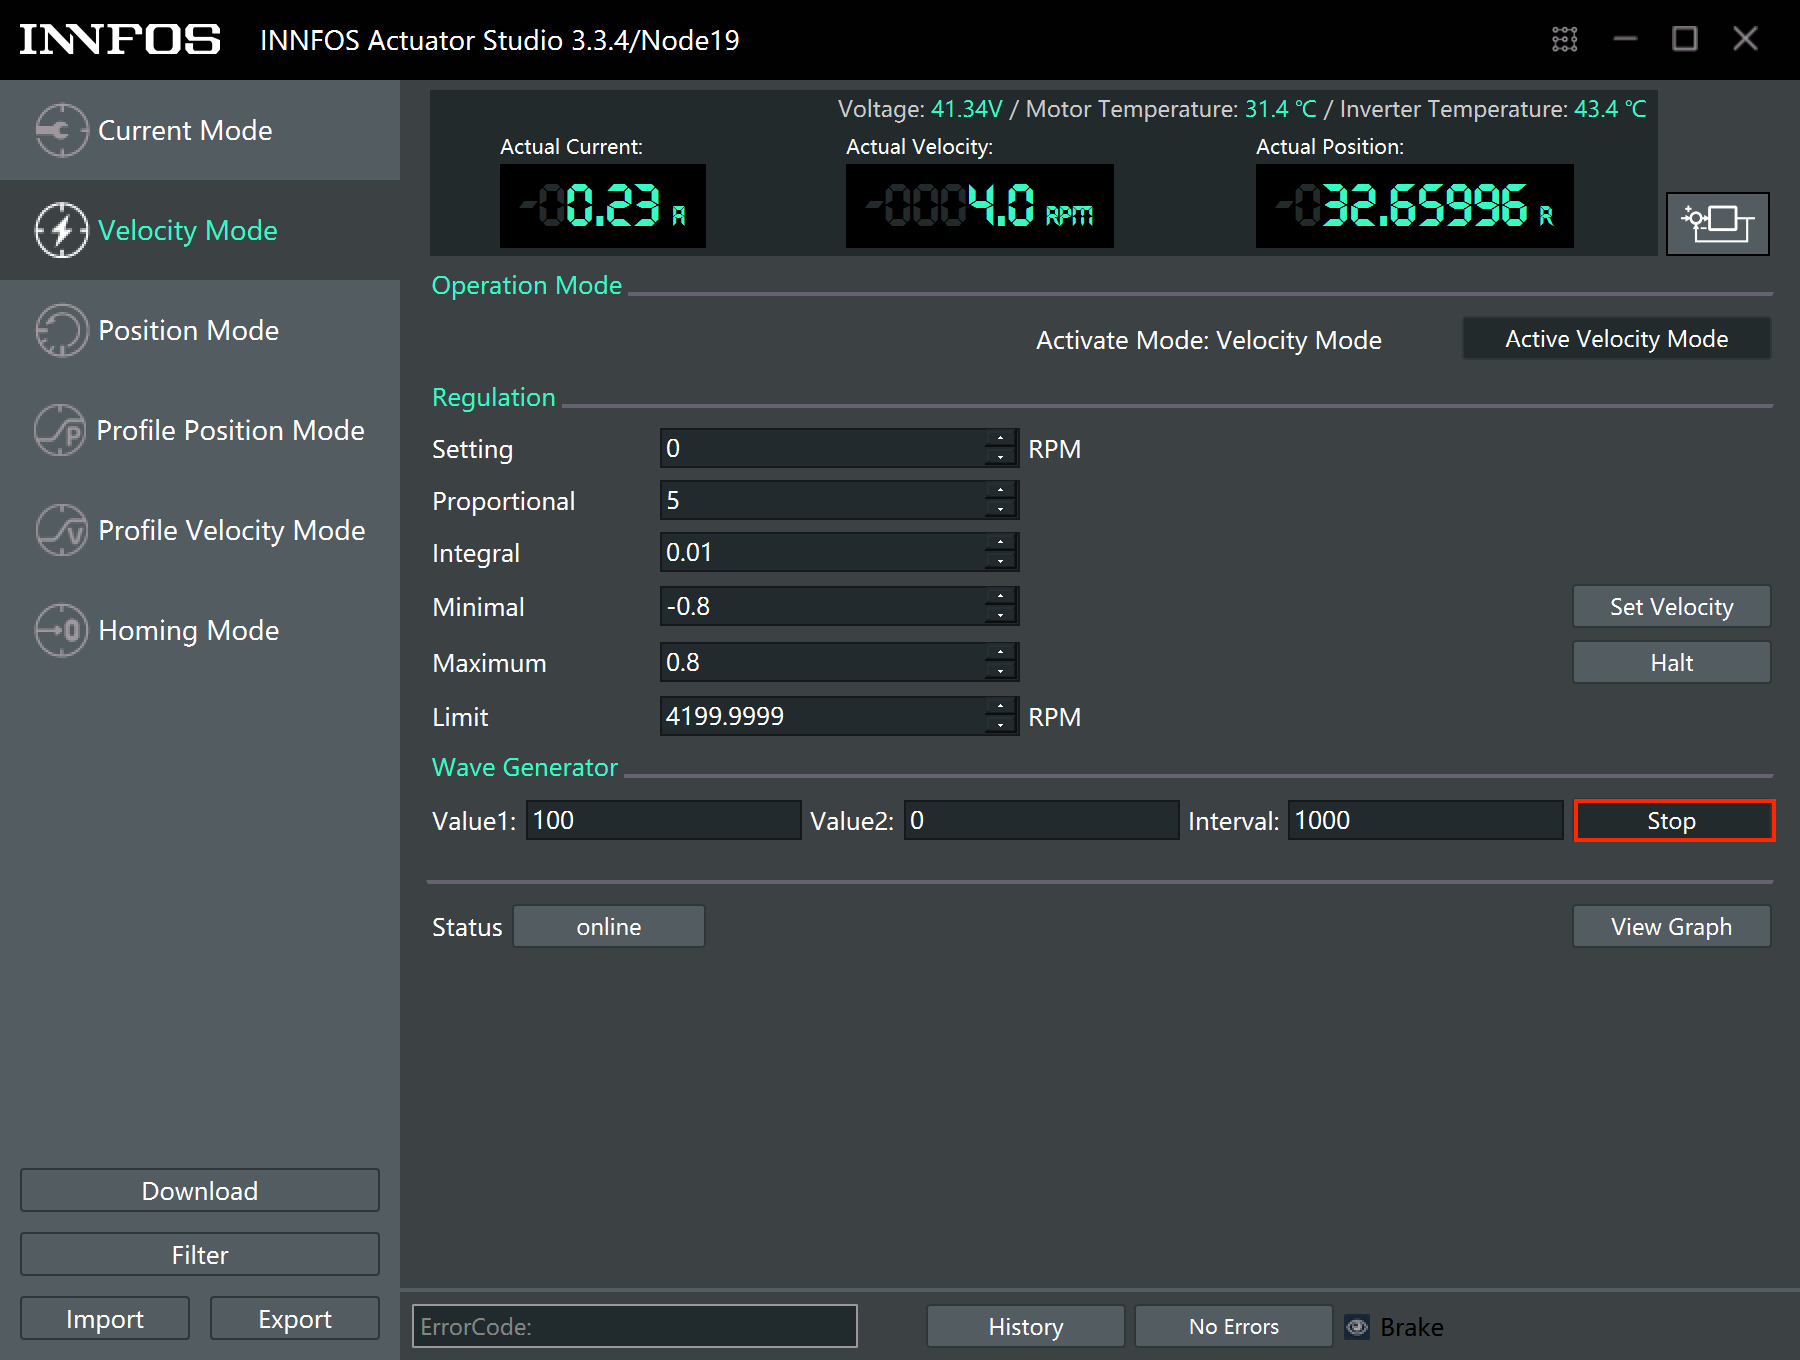 INNFOS INNFOS Actuator Studio 3.3.4/Node19
Current Mode
Velocity Mode
Position Mode
Profile Position Mode
Profile Velocity Mode
Homing Mode
Download
Filter
Import Export
Voltage: 41.34V / Motor Temperature: 31.4 ℃ / Inverter Temperature: 43.4 ℃
Actual Current: Actual Velocity: Actual Position:
0.23 A 4.0 RPM 32.65996 R
Operation Mode
Activate Mode: Velocity Mode Active Velocity Mode
Regulation
Setting 0 RPM
Proportional 5
Integral 0.01
Minimal -0.8 Set Velocity
Maximum 0.8 Halt
Limit 4199.9999 RPM
Wave Generator
Value1: 100 Value2: 0 Interval: 1000 Stop
Status online View Graph
ErrorCode: History No Errors Brake